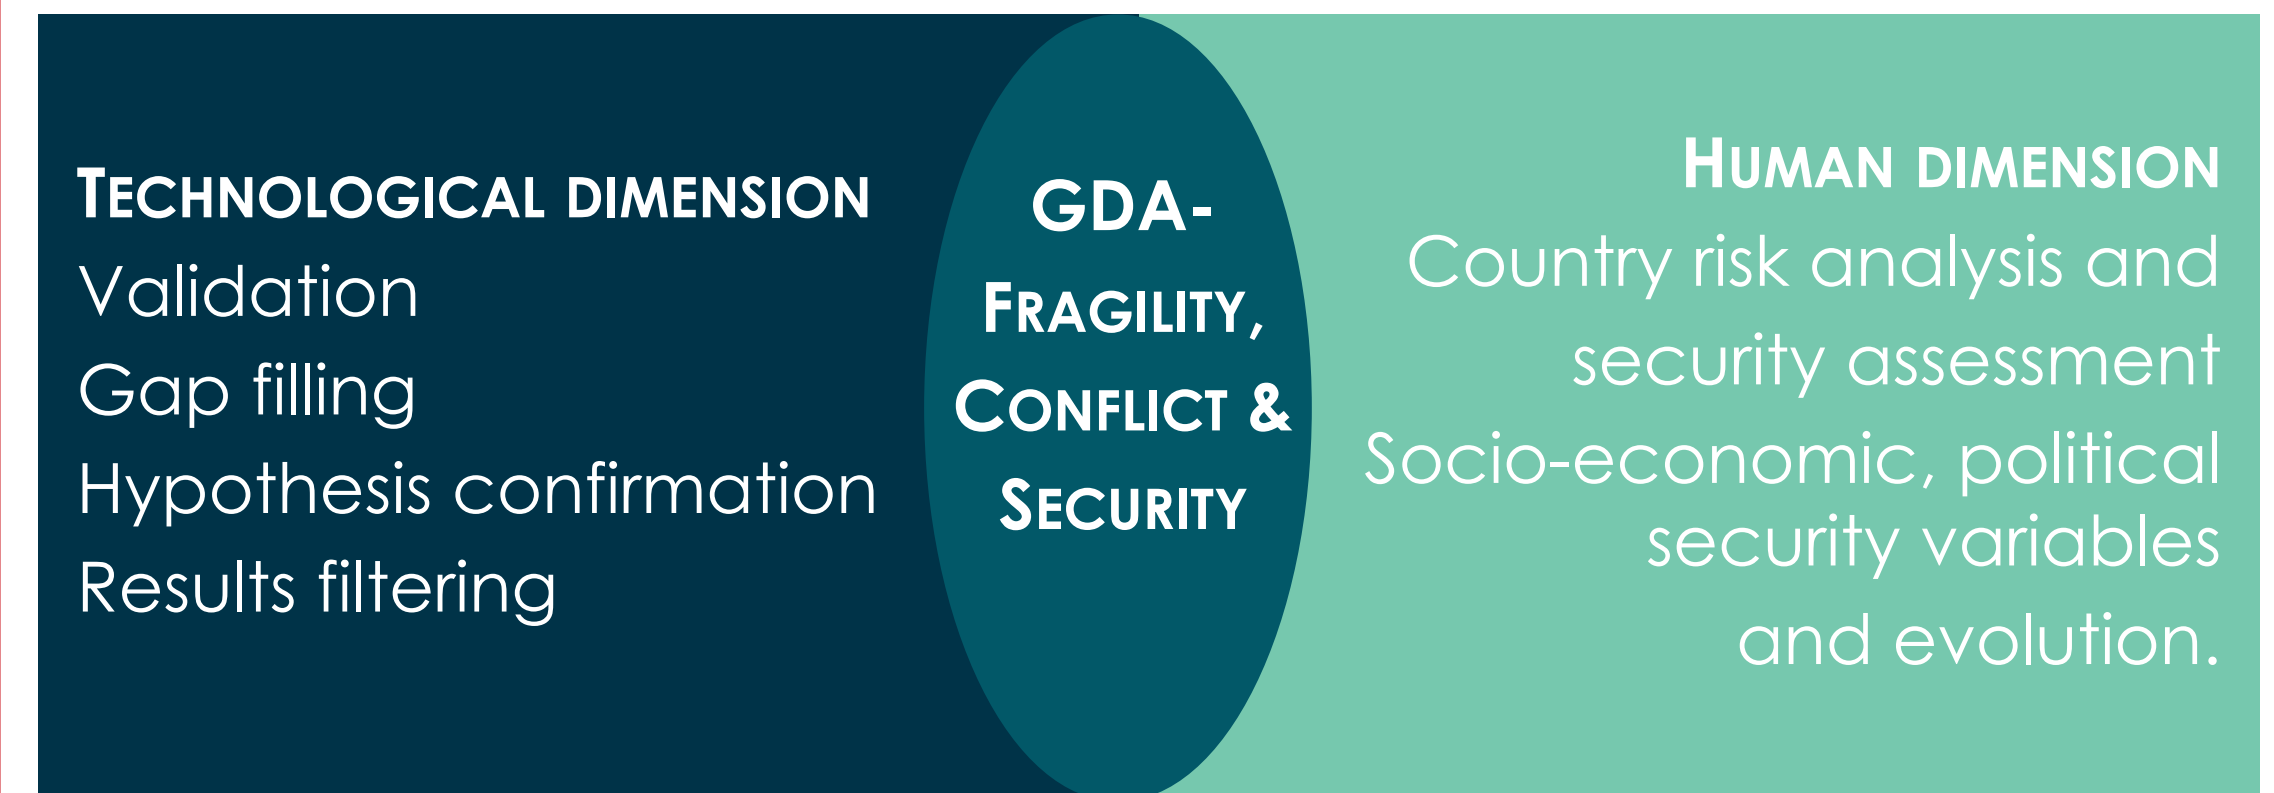 TECHNOLOGICAL DIMENSION
Validation
Gap filling
Hypothesis confirmation
Results filtering
GDA-
FRAGILITY,
CONFLICT &
SECURITY
HUMAN DIMENSION
Country risk analysis and
security assessment
Socio-economic, political
security variables
and evolution.